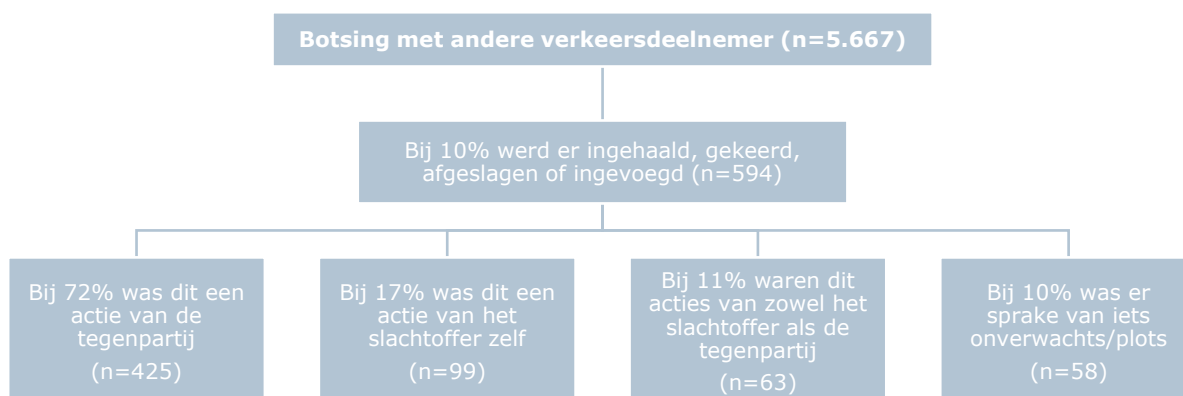 Botsing met andere verkeersdeelnemer (n=5.667)
Bij 10% werd er ingehaald, gekeerd,
afgeslagen of ingevoegd (n=594)
Bij 72% was dit een
actie van de
tegenpartij
(n=425)
Bij 17% was dit een
actie van het
slachtoffer zelf
(n=99)
Bij 11% waren dit
acties van zowel het
slachtoffer als de
tegenpartij
(n=63)
Bij 10% was er
sprake van iets
onverwachts/plots
(n=58)